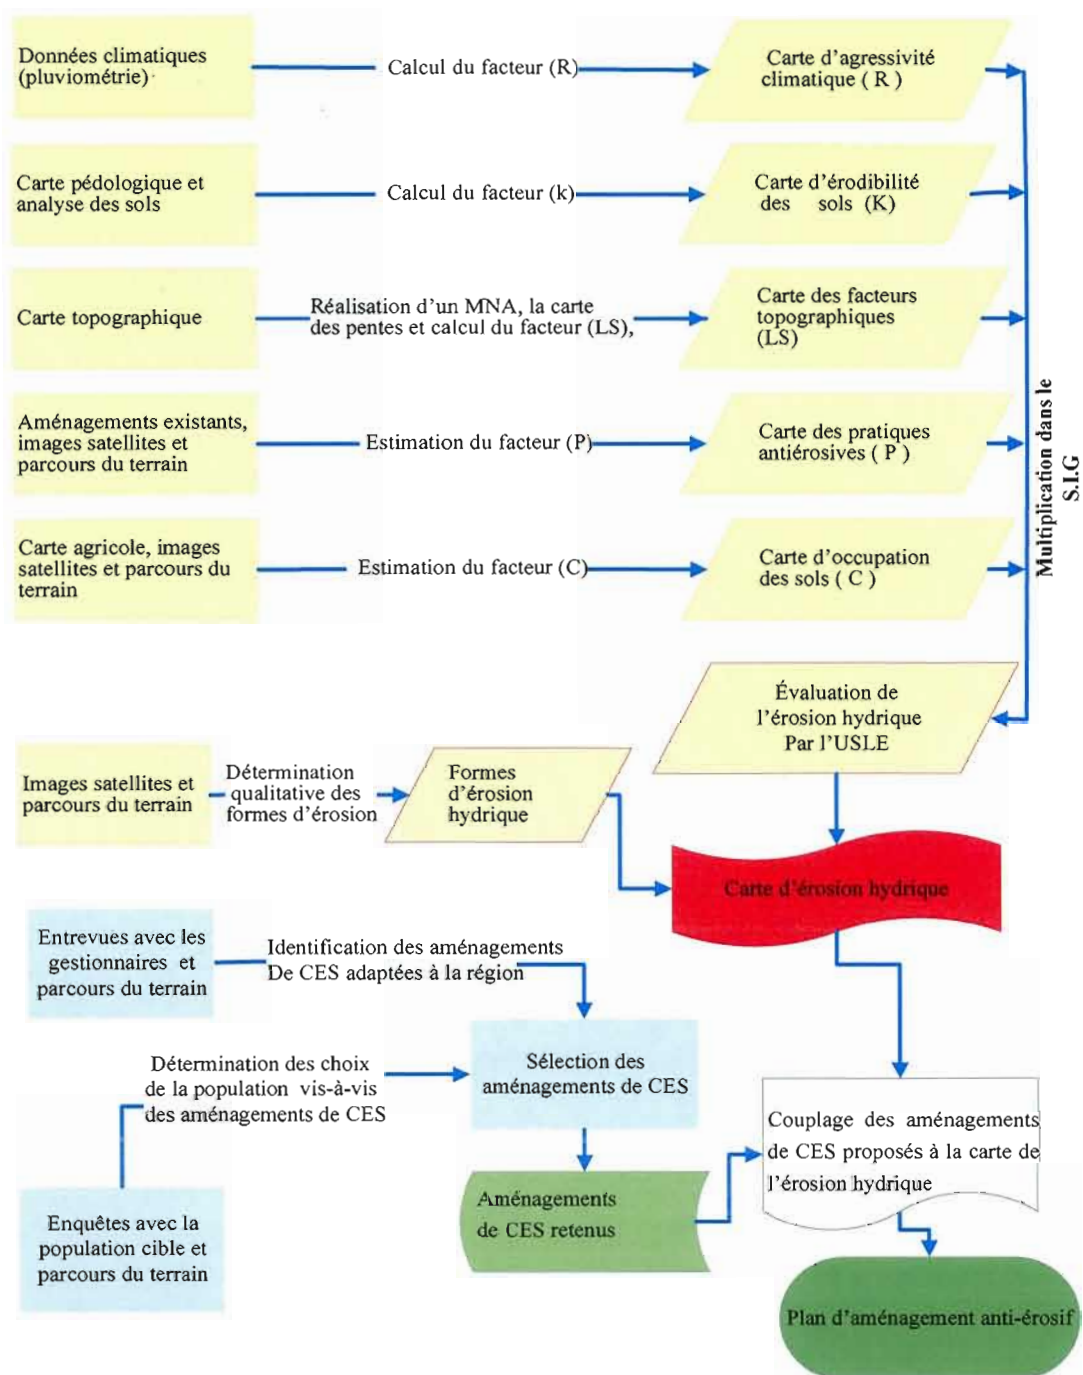 Données climatiques
(pluviométrie)
Calcul du facteur (R)
Carte d'agressivité
climatique ( R )
Carte pédologique et
analyse des sols
Calcul du facteur (k)
Carte d'érodibilité
des sols (K)
Carte topographique
Réalisation d'un MNA, la carte
des pentes et calcul du facteur (LS),
Carte des facteurs
topographiques
(LS)
Aménagements existants,
images satellites et
parcours du terrain
Estimation du facteur (P)
Carte des pratiques
antiérosives ( P )
Carte agricole, images
satellites et parcours du
terrain
Estimation du facteur (C)
Carte d'occupation
des sols ( C )
Multiplication dans le
S.I.G
Évaluation de
l'érosion hydrique
Par l'USLE
Images satellites et
parcours du terrain
Détermination
qualitative des
formes d'érosion
Formes
d'érosion
hydrique
Carte d'érosion hydrique
Entrevues avec les
gestionnaires et
parcours du terrain
Identification des aménagements
De CES adaptées à la région
Sélection des
aménagements de CES
Détermination des choix
de la population vis-à-vis
des aménagements de CES
Enquêtes avec la
population cible et
parcours du terrain
Aménagements
de CES retenus
Couplage des aménagements
de CES proposés à la carte de
l'érosion hydrique
Plan d'aménagement anti-érosif